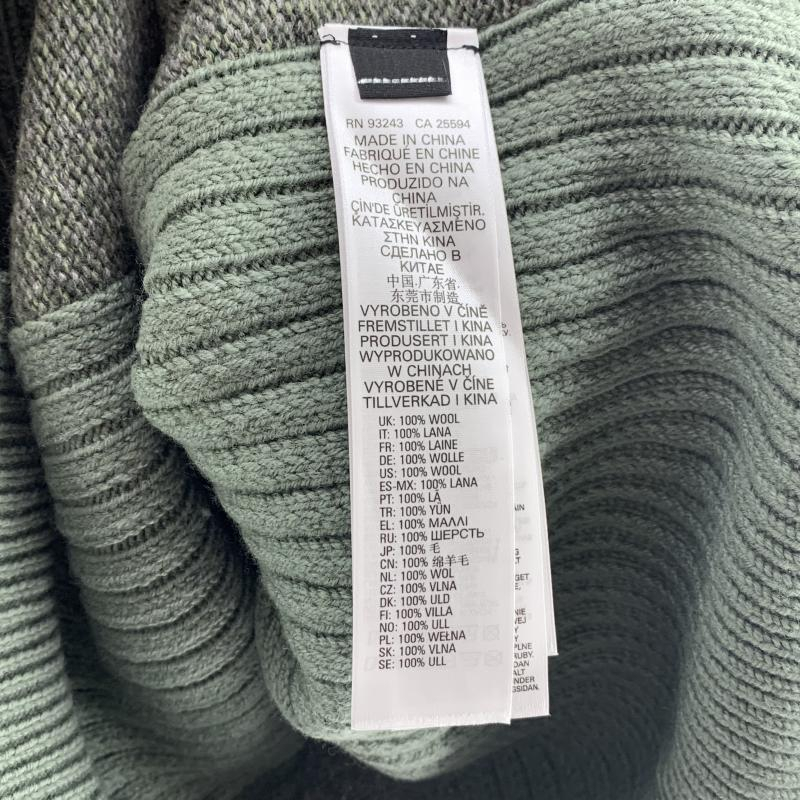 RN 93243 CA 25594
MADE IN CHINA
FABRIQUÉ EN CHINE
HECHO EN CHINA
PRODUZIDO NA
CHINA
ÇİN'DE ÜRETİLMİŞTİR.
ΚΑΤΑΣΚΕΥΑΣΜΕΝΟ
ΣΤΗΝ ΚΙΝΑ
СДЕЛАНО В
КИТАЕ
中国.广东省.
东莞市制造
VYROBENO V ČÍNĚ
FREMSTILLET I KINA
PRODUSERT I KINA
WYPRODUKOWANO
W CHINACH
VYROBENÉ V ČÍNE
TILLVERKAD I KINA
UK: 100% WOOL
IT: 100% LANA
FR: 100% LAINE
DE: 100% WOLLE
US: 100% WOOL
ES-MX: 100% LANA
PT: 100% LÃ
TR: 100% YÜN
EL: 100% ΜΑΛΛΙ
RU: 100% ШЕРСТЬ
JP: 100% 毛
CN: 100% 绵羊毛
NL: 100% WOL
CZ: 100% VLNA
DK: 100% ULD
FI: 100% VILLA
NO: 100% ULL
PL: 100% WEŁNA
SK: 100% VLNA
SE: 100% ULL